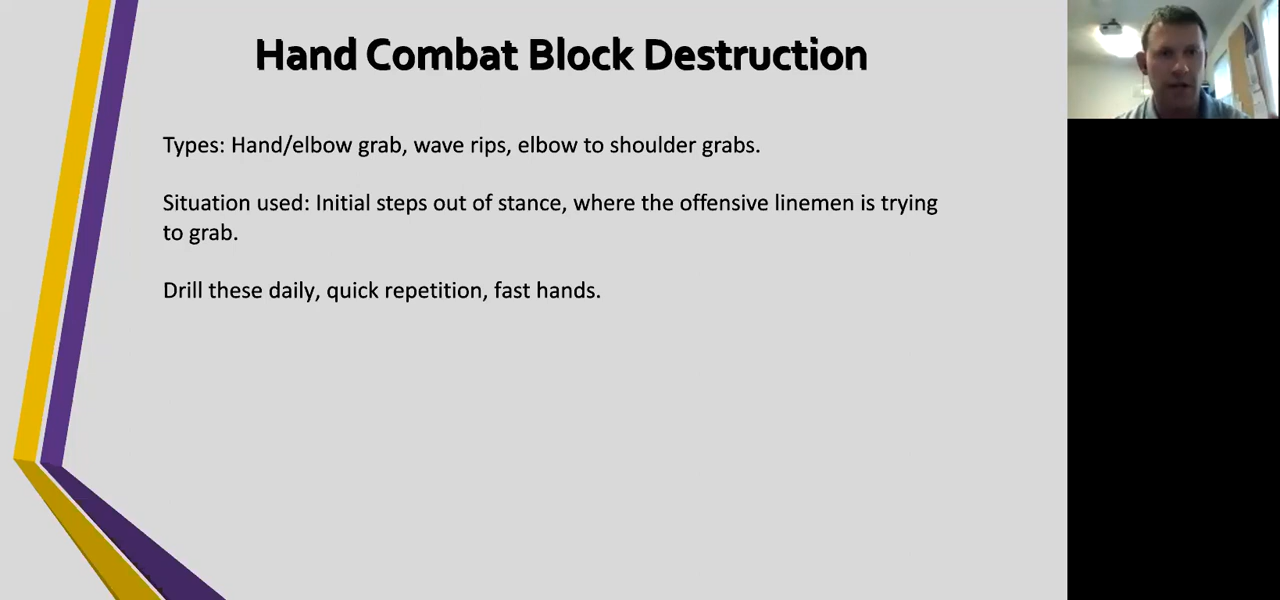 Hand Combat Block Destruction
Types: Hand/elbow grab, wave rips, elbow to shoulder grabs.
Situation used: Initial steps out of stance, where the offensive linemen is trying
to grab.
Drill these daily, quick repetition, fast hands.